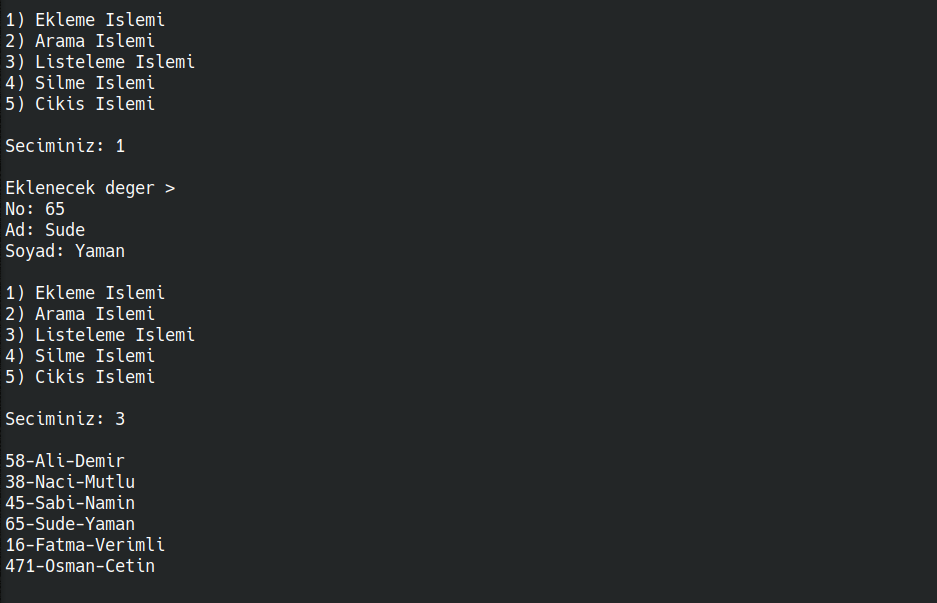 1) Ekleme Islemi
2) Arama Islemi
3) Listeleme Islemi
4) Silme Islemi
5) Cikis Islemi
Seciminiz: 1
Eklenecek deger >
No: 65
Ad: Sude
Soyad: Yaman
1) Ekleme Islemi
2) Arama Islemi
3) Listeleme Islemi
4) Silme Islemi
5) Cikis Islemi
Seciminiz: 3
58-Ali-Demir
38-Naci-Mutlu
45-Sabi-Namin
65-Sude-Yaman
16-Fatma-Verimli
471-Osman-Cetin